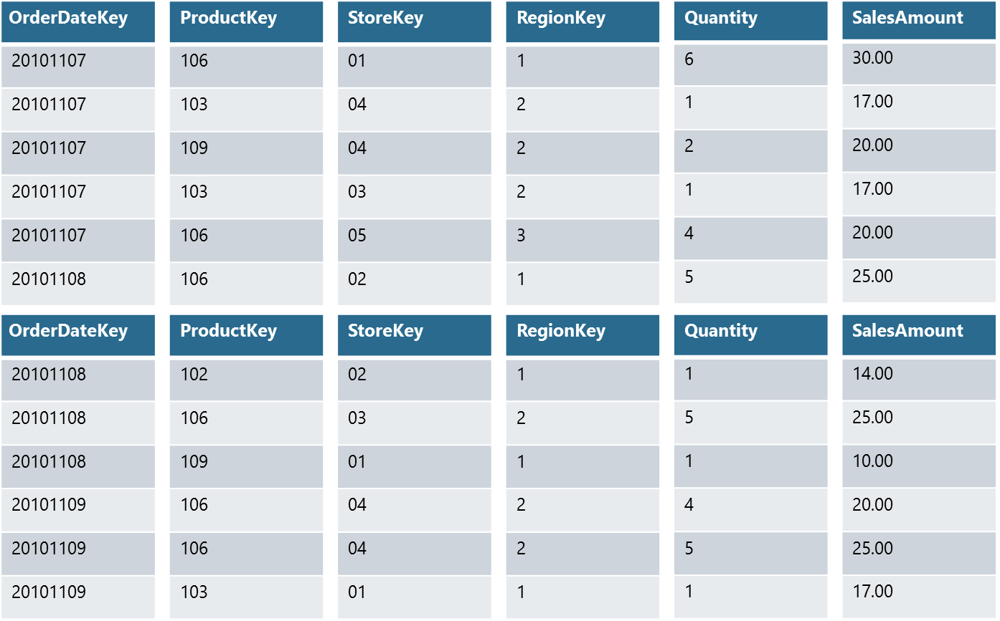 OrderDateKey ProductKey StoreKey RegionKey Quantity SalesAmount
20101107 106 01 1 6 30.00
20101107 103 04 2 1 17.00
20101107 109 04 2 2 20.00
20101107 103 03 2 1 17.00
20101107 106 05 3 4 20.00
20101108 106 02 1 5 25.00
OrderDateKey ProductKey StoreKey RegionKey Quantity SalesAmount
20101108 102 02 1 1 14.00
20101108 106 03 2 5 25.00
20101108 109 01 1 1 10.00
20101109 106 04 2 4 20.00
20101109 106 04 2 5 25.00
20101109 103 01 1 1 17.00